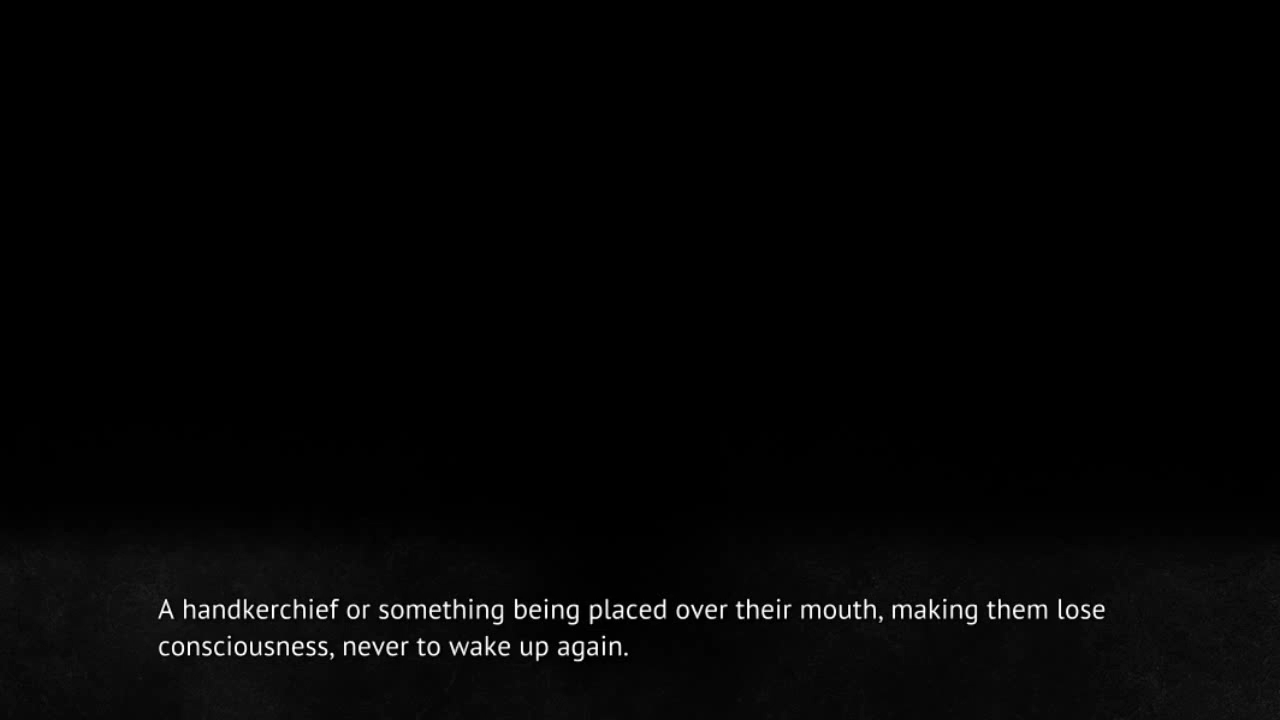 A handkerchief or something being placed over their mouth, making them lose
consciousness, never to wake up again.